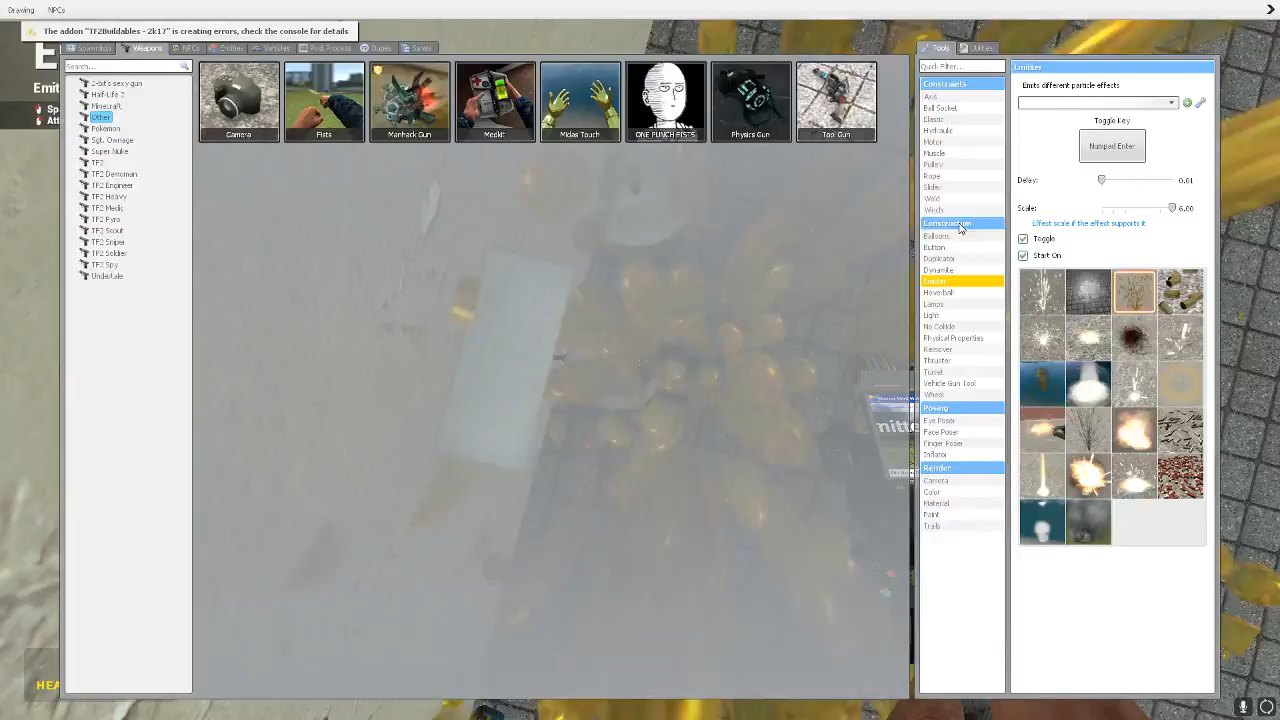 Drawing NPCs
The addon "TF2Buildables - 2k17" is creating errors, check the console for details
Spawnlists Weapons NPCs Entities Vehicles Post Process Dupes Saves
Search...
2-bit's sexy gun
Half-Life 2
Minecraft
Other
Pokemon
Sgt. Ownage
Super Nuke
TF2
TF2 Demoman
TF2 Engineer
TF2 Heavy
TF2 Medic
TF2 Pyro
TF2 Scout
TF2 Sniper
TF2 Soldier
TF2 Spy
Undertale
Camera Fists Manhack Gun Medkit Midas Touch ONE PUNCH FISTS Physics Gun Tool Gun
Tools Utilities
Quick Filter...
Constraints
Axis
Ball Socket
Elastic
Hydraulic
Motor
Muscle
Pulley
Rope
Slider
Weld
Winch
Construction
Balloons
Button
Duplicator
Dynamite
Emitter
Hoverball
Lamps
Light
No Collide
Physical Properties
Remover
Thruster
Turret
Vehicle Gun Tool
Wheel
Posing
Eye Poser
Face Poser
Finger Poser
Inflator
Render
Camera
Color
Material
Paint
Trails
Emitter
Emits different particle effects
Toggle Key
Numpad Enter
Delay: 0.01
Scale: 6.00
Effect scale if the effect supports it
Toggle
Start On